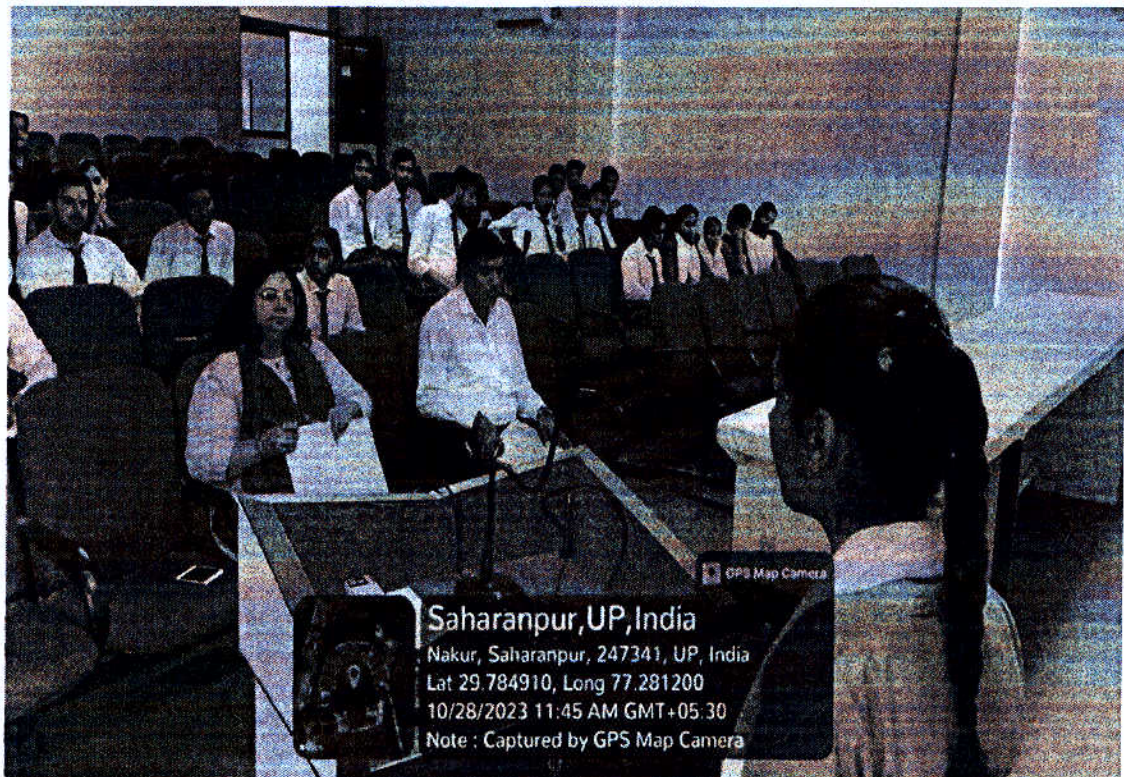 GPS Map Camera
Saharanpur,UP,India
Nakur, Saharanpur, 247341, UP, India
Lat 29.784910, Long 77.281200
10/28/2023 11:45 AM GMT+05:30
Note : Captured by GPS Map Camera